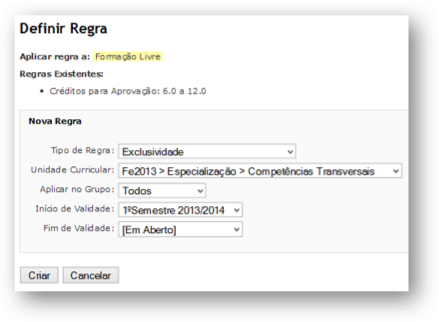 Definir Regra
Aplicar regra a: Formação Livre
Regras Existentes:
• Créditos para Aprovação: 6.0 a 12.0
Nova Regra
Tipo de Regra: Exclusividade
Unidade Curricular: Fe2013 > Especialização > Competências Transversais
Aplicar no Grupo: Todos
Início de Validade: 1ºSemestre 2013/2014
Fim de Validade: [Em Aberto]
Criar Cancelar